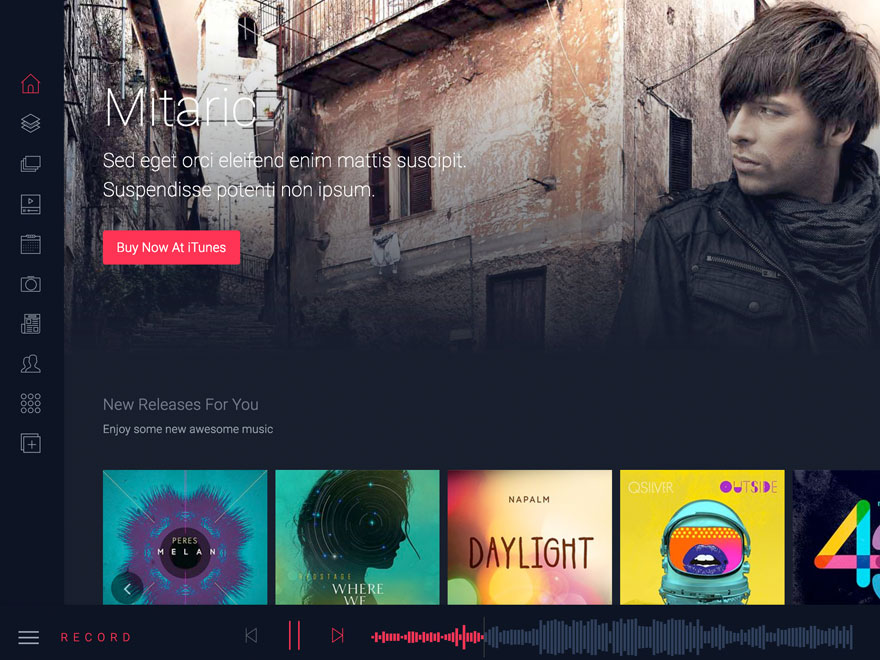 Mitaric
Sed eget orci eleifend enim mattis suscipit.
Suspendisse potenti non ipsum.
Buy Now At iTunes
New Releases For You
Enjoy some new awesome music
PERES
MELAN
WHERE
WE
NAPALM
DAYLIGHT
QSILVER
OUTSIDE
RECORD